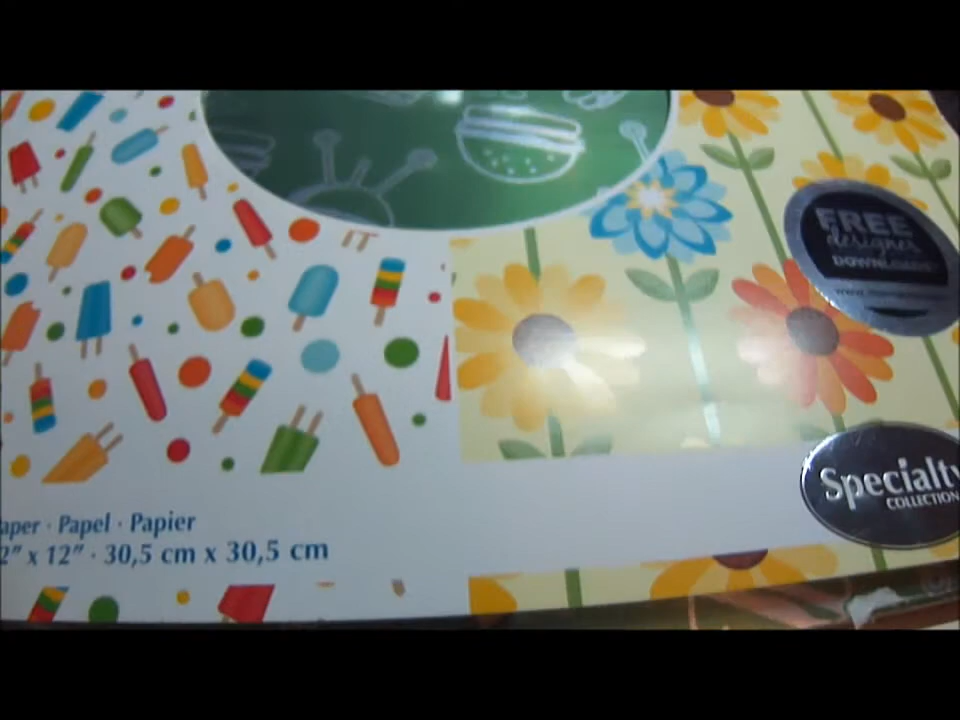 FREE
designer
DOWNLOADS
Specialty
COLLECTION
aper · Papel · Papier
2" x 12" · 30,5 cm x 30,5 cm